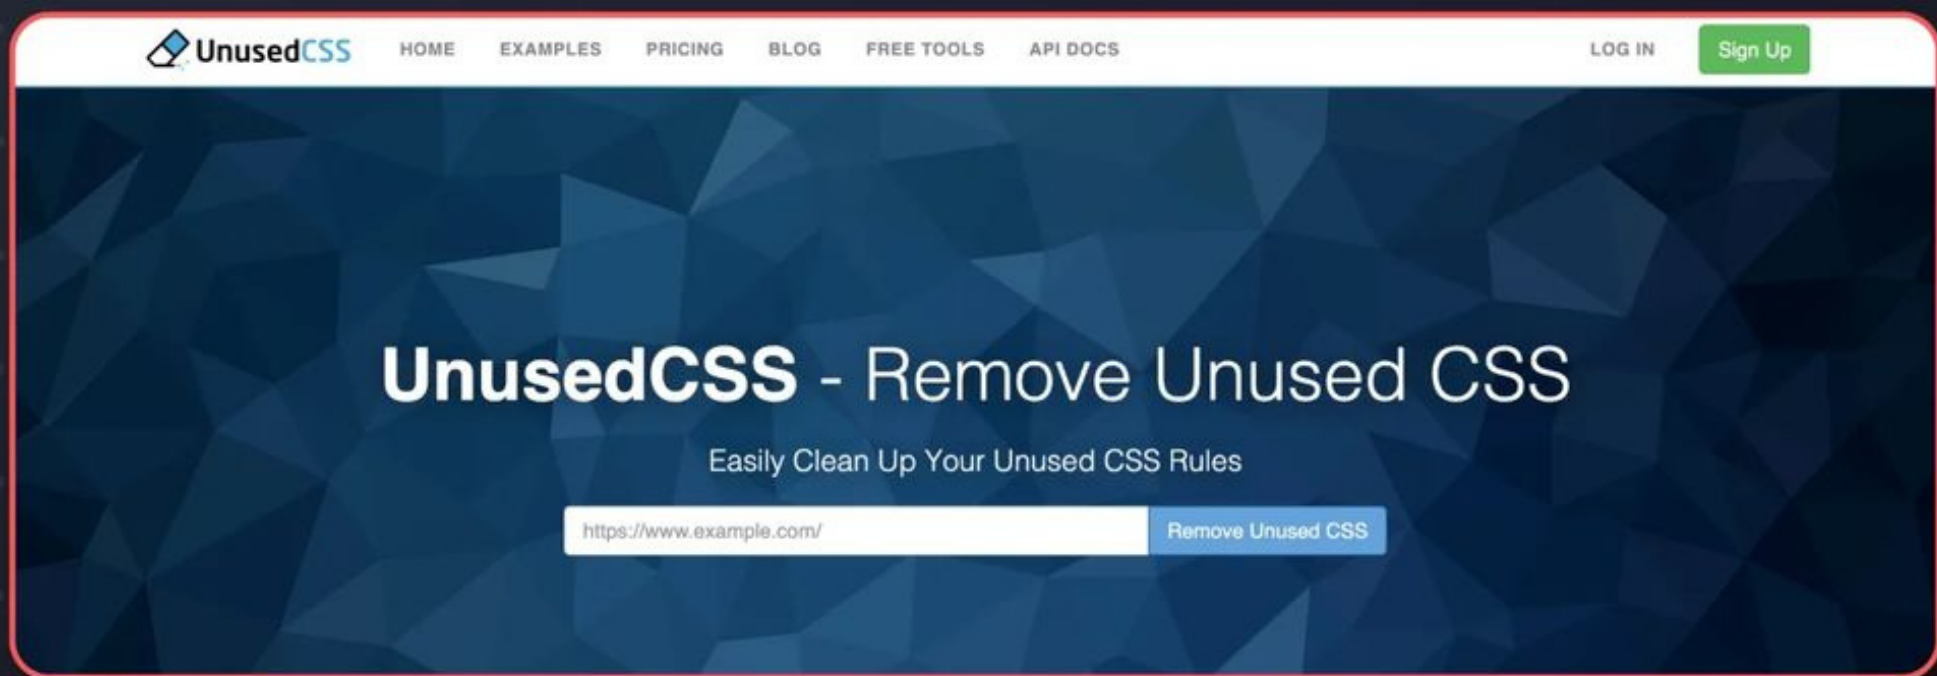 UnusedCSS HOME EXAMPLES PRICING BLOG FREE TOOLS API DOCS LOG IN Sign Up
UnusedCSS - Remove Unused CSS
Easily Clean Up Your Unused CSS Rules
https://www.example.com/ Remove Unused CSS